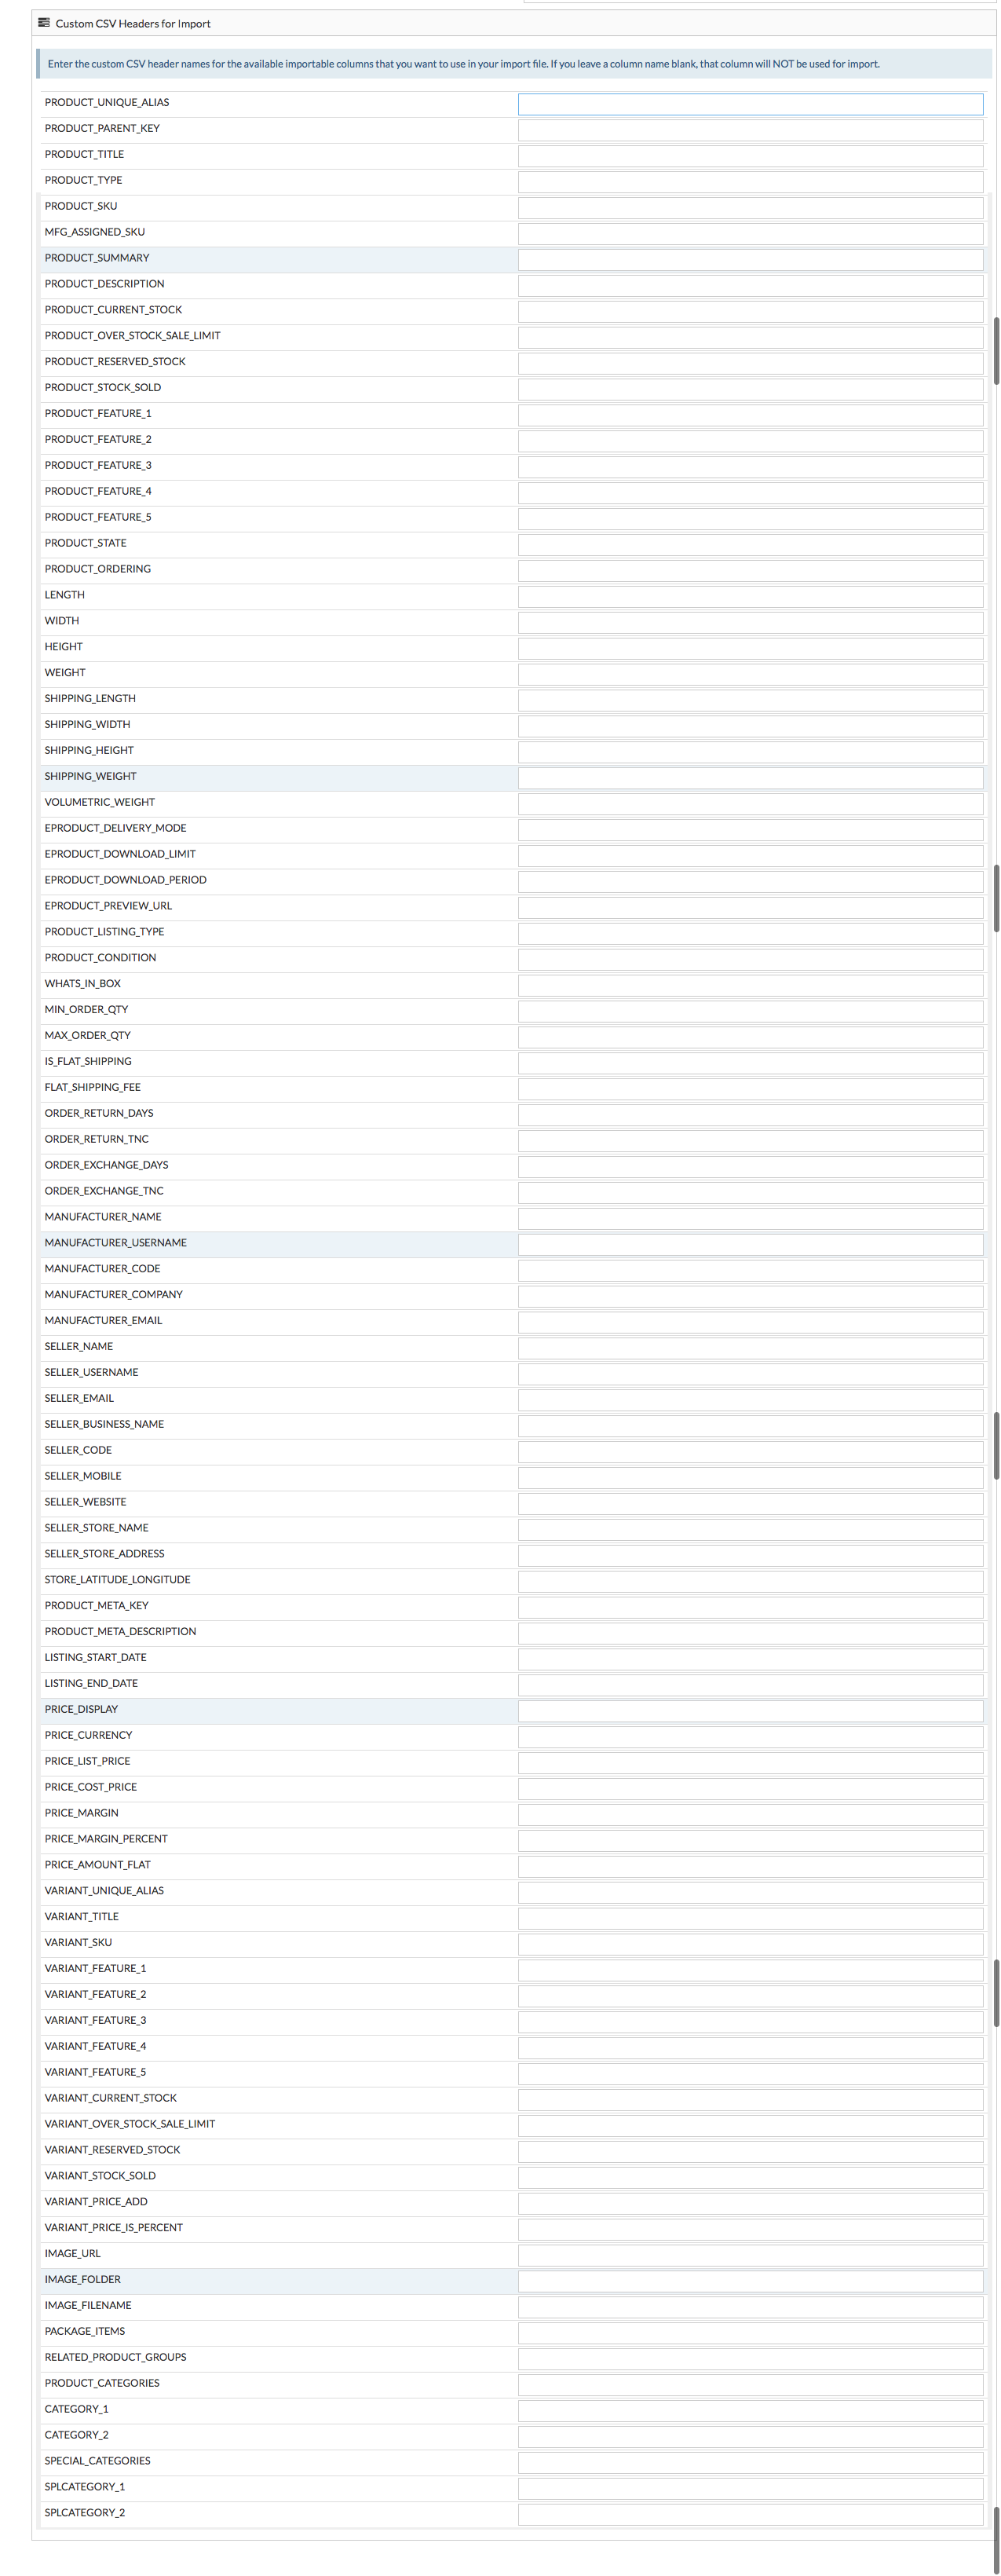 Custom CSV Headers for Import
Enter the custom CSV header names for the available importable columns that you want to use in your import file. If you leave a column name blank, that column will NOT be used for import.
PRODUCT_UNIQUE_ALIAS
PRODUCT_PARENT_KEY
PRODUCT_TITLE
PRODUCT_TYPE
PRODUCT_SKU
MFG_ASSIGNED_SKU
PRODUCT_SUMMARY
PRODUCT_DESCRIPTION
PRODUCT_CURRENT_STOCK
PRODUCT_OVER_STOCK_SALE_LIMIT
PRODUCT_RESERVED_STOCK
PRODUCT_STOCK_SOLD
PRODUCT_FEATURE_1
PRODUCT_FEATURE_2
PRODUCT_FEATURE_3
PRODUCT_FEATURE_4
PRODUCT_FEATURE_5
PRODUCT_STATE
PRODUCT_ORDERING
LENGTH
WIDTH
HEIGHT
WEIGHT
SHIPPING_LENGTH
SHIPPING_WIDTH
SHIPPING_HEIGHT
SHIPPING_WEIGHT
VOLUMETRIC_WEIGHT
EPRODUCT_DELIVERY_MODE
EPRODUCT_DOWNLOAD_LIMIT
EPRODUCT_DOWNLOAD_PERIOD
EPRODUCT_PREVIEW_URL
PRODUCT_LISTING_TYPE
PRODUCT_CONDITION
WHATS_IN_BOX
MIN_ORDER_QTY
MAX_ORDER_QTY
IS_FLAT_SHIPPING
FLAT_SHIPPING_FEE
ORDER_RETURN_DAYS
ORDER_RETURN_TNC
ORDER_EXCHANGE_DAYS
ORDER_EXCHANGE_TNC
MANUFACTURER_NAME
MANUFACTURER_USERNAME
MANUFACTURER_CODE
MANUFACTURER_COMPANY
MANUFACTURER_EMAIL
SELLER_NAME
SELLER_USERNAME
SELLER_EMAIL
SELLER_BUSINESS_NAME
SELLER_CODE
SELLER_MOBILE
SELLER_WEBSITE
SELLER_STORE_NAME
SELLER_STORE_ADDRESS
STORE_LATITUDE_LONGITUDE
PRODUCT_META_KEY
PRODUCT_META_DESCRIPTION
LISTING_START_DATE
LISTING_END_DATE
PRICE_DISPLAY
PRICE_CURRENCY
PRICE_LIST_PRICE
PRICE_COST_PRICE
PRICE_MARGIN
PRICE_MARGIN_PERCENT
PRICE_AMOUNT_FLAT
VARIANT_UNIQUE_ALIAS
VARIANT_TITLE
VARIANT_SKU
VARIANT_FEATURE_1
VARIANT_FEATURE_2
VARIANT_FEATURE_3
VARIANT_FEATURE_4
VARIANT_FEATURE_5
VARIANT_CURRENT_STOCK
VARIANT_OVER_STOCK_SALE_LIMIT
VARIANT_RESERVED_STOCK
VARIANT_STOCK_SOLD
VARIANT_PRICE_ADD
VARIANT_PRICE_IS_PERCENT
IMAGE_URL
IMAGE_FOLDER
IMAGE_FILENAME
PACKAGE_ITEMS
RELATED_PRODUCT_GROUPS
PRODUCT_CATEGORIES
CATEGORY_1
CATEGORY_2
SPECIAL_CATEGORIES
SPLCATEGORY_1
SPLCATEGORY_2